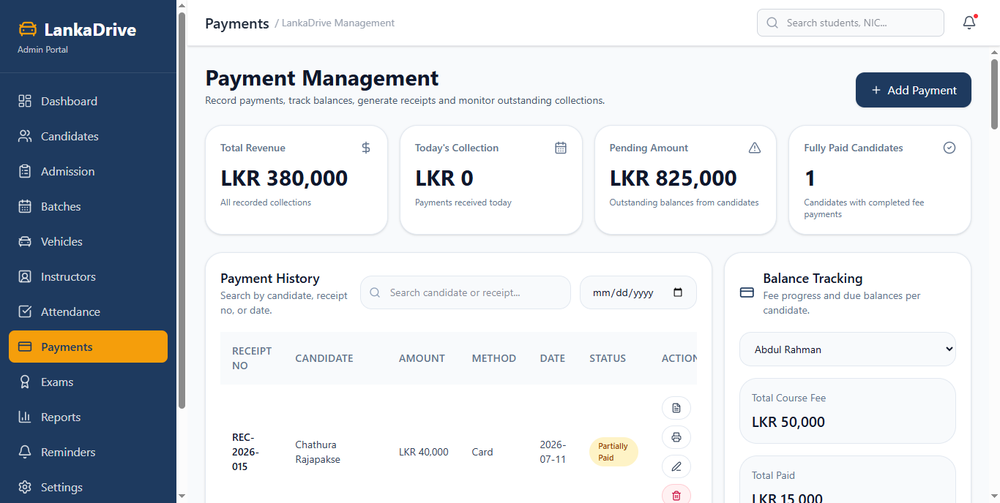 LankaDrive
Admin Portal
Dashboard
Candidates
Admission
Batches
Vehicles
Instructors
Attendance
Payments
Exams
Reports
Reminders
Settings
Payments / LankaDrive Management
Search students, NIC...
Payment Management
Record payments, track balances, generate receipts and monitor outstanding collections.
+ Add Payment
Total Revenue
LKR 380,000
All recorded collections
Today's Collection
LKR 0
Payments received today
Pending Amount
LKR 825,000
Outstanding balances from candidates
Fully Paid Candidates
1
Candidates with completed fee
payments
Payment History
Search by candidate, receipt
no, or date.
Search candidate or receipt...
mm/dd/yyyy
RECEIPT
NO
CANDIDATE
AMOUNT
METHOD
DATE
STATUS
ACTION
REC-
2026-
015
Chathura
Rajapakse
LKR 40,000
Card
2026-
07-11
Partially
Paid
Balance Tracking
Fee progress and due balances per
candidate.
Abdul Rahman
Total Course Fee
LKR 50,000
Total Paid
LKR 15,000